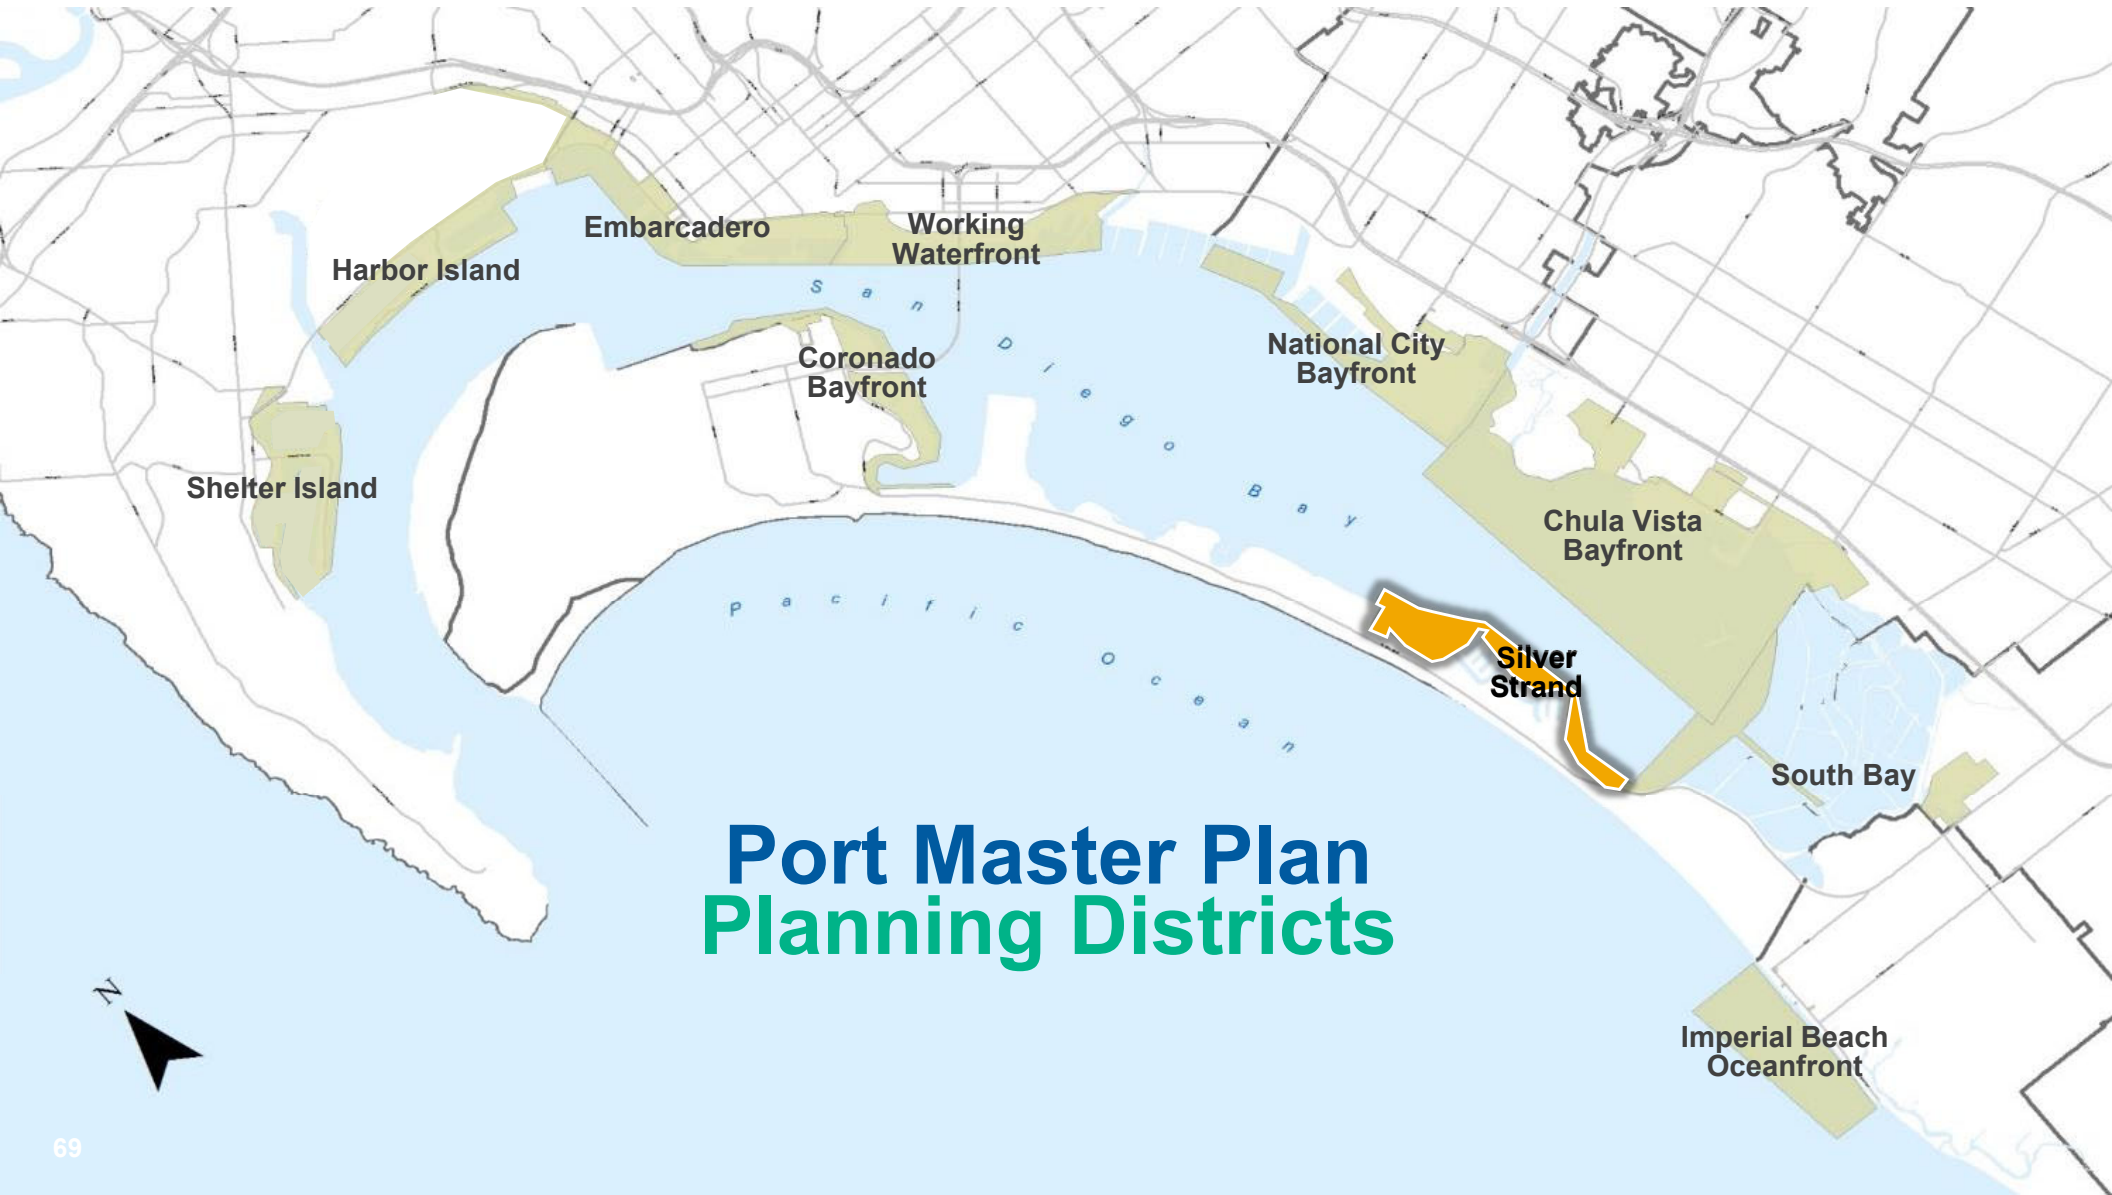 Embarcadero
Working
Waterfront
Harbor Island
San Diego Bay
National City
Bayfront
Coronado
Bayfront
Shelter Island
Chula Vista
Bayfront
Pacific Ocean
Silver
Strand
South Bay
Port Master Plan
Planning Districts
N
Imperial Beach
Oceanfront
69